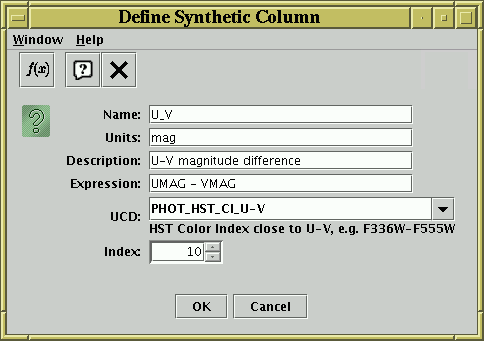 Define Synthetic Column
Window Help
f(x) ?
?
Name: U_V
Units: mag
Description: U-V magnitude difference
Expression: UMAG - VMAG
UCD: PHOT_HST_CI_U-V
HST Color Index close to U-V, e.g. F336W-F555W
Index: 10
OK Cancel